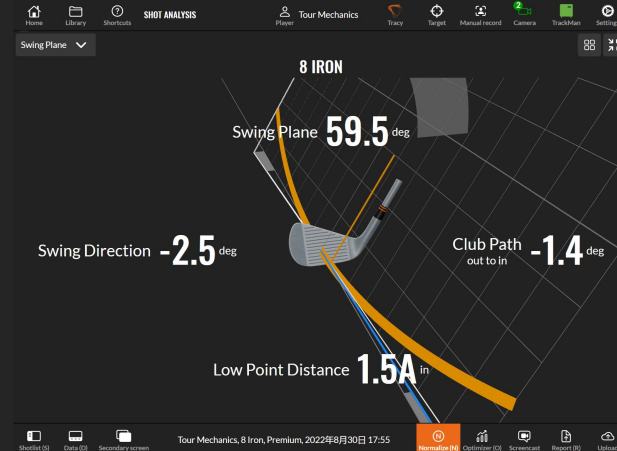 SHOT ANALYSIS
Home
Library
Shortcuts
Player
Tour Mechanics
Tracy
Target
Manual record
2
Camera
TrackMan
Setting
Swing Plane
8 IRON
Swing Plane 59.5 deg
Swing Direction -2.5 deg
Club Path -1.4 deg
out to in
Low Point Distance 1.5A in
Tour Mechanics, 8 Iron, Premium, 2022年8月30日 17:55
Shotlist (S)
Data (D)
Secondary screen
N
Normalize (N)
Optimizer (O)
Screencast
Report (R)
Upload